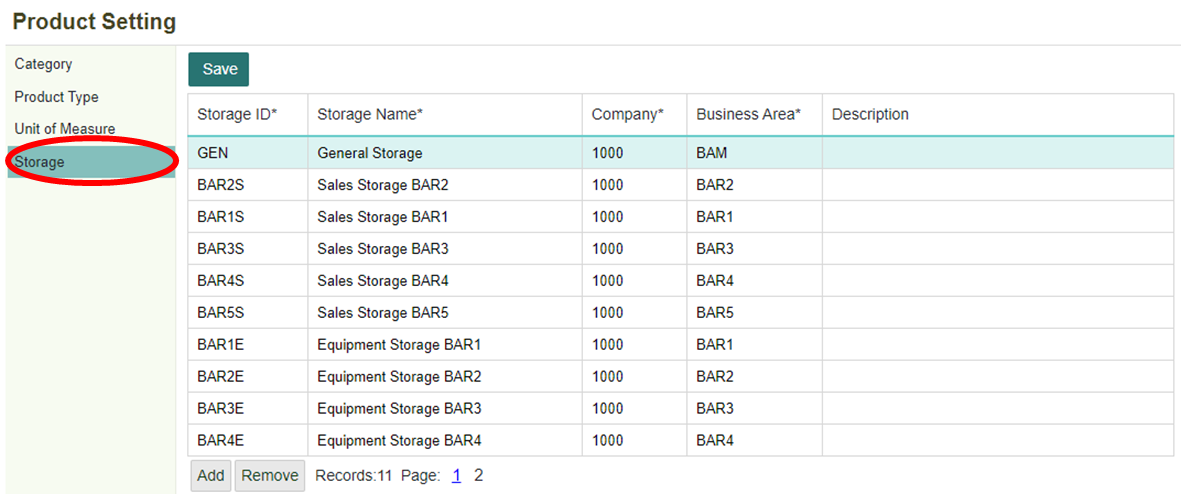 Product Setting
Category
Product Type
Unit of Measure
Storage
Save
Storage ID* Storage Name* Company* Business Area* Description
GEN General Storage 1000 BAM
BAR2S Sales Storage BAR2 1000 BAR2
BAR1S Sales Storage BAR1 1000 BAR1
BAR3S Sales Storage BAR3 1000 BAR3
BAR4S Sales Storage BAR4 1000 BAR4
BAR5S Sales Storage BAR5 1000 BAR5
BAR1E Equipment Storage BAR1 1000 BAR1
BAR2E Equipment Storage BAR2 1000 BAR2
BAR3E Equipment Storage BAR3 1000 BAR3
BAR4E Equipment Storage BAR4 1000 BAR4
Add Remove Records:11 Page: 1 2